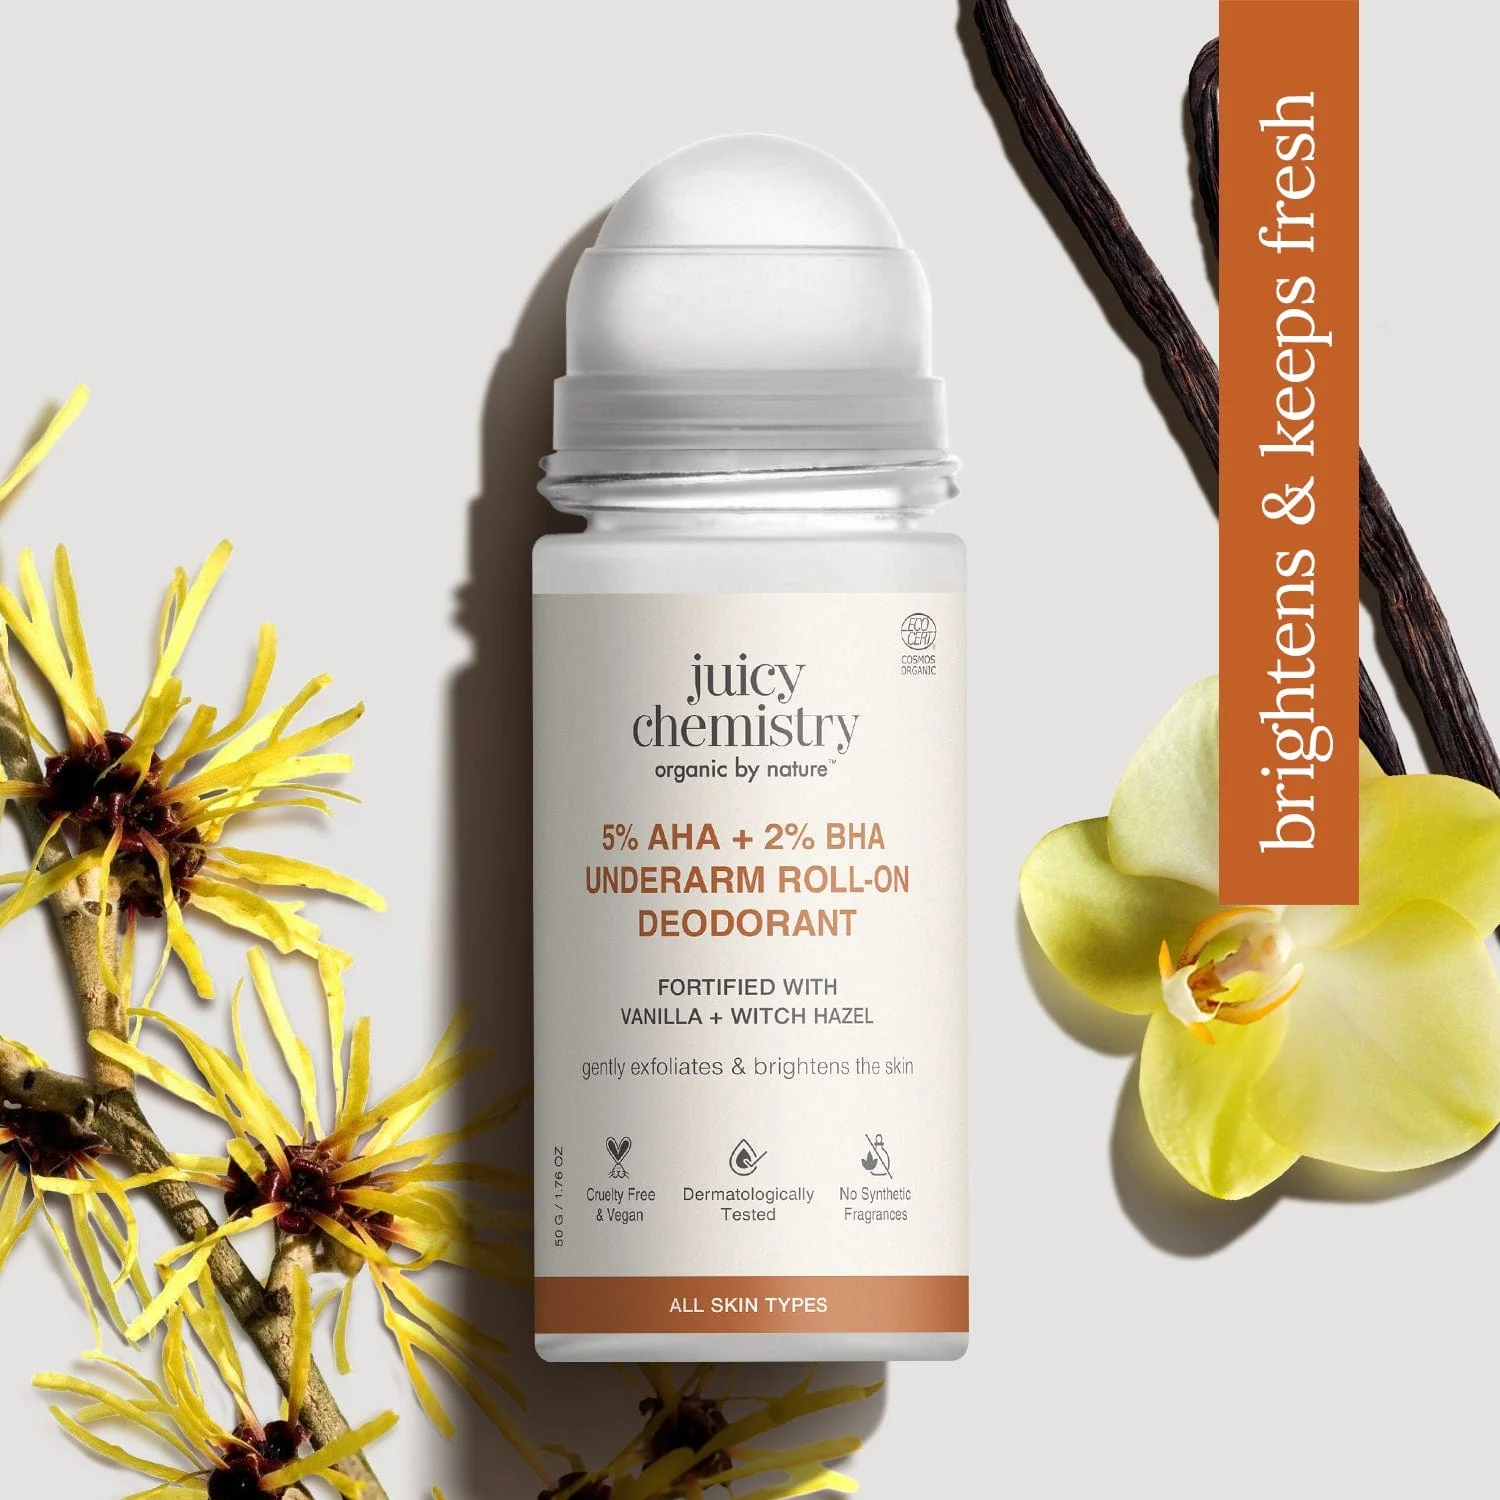 brightens & keeps fresh
ECO
CERT
COSMOS
ORGANIC
juicy
chemistry
organic by nature™
5% AHA + 2% BHA
UNDERARM ROLL-ON
DEODORANT
FORTIFIED WITH
VANILLA + WITCH HAZEL
gently exfoliates & brightens the skin
Cruelty Free
& Vegan
Dermatologically
Tested
No Synthetic
Fragrances
50 G / 1.76 OZ
ALL SKIN TYPES